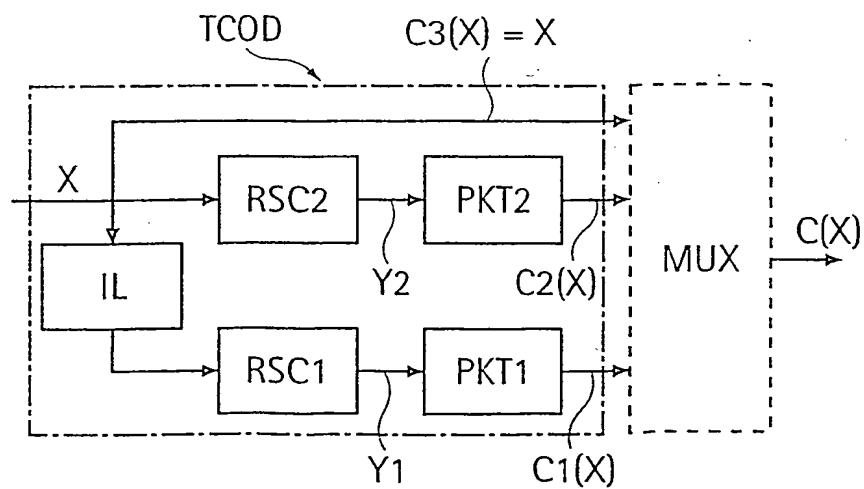 TCOD
C3(X) = X
X
RSC2
PKT2
MUX
C(X)
IL
Y2
C2(X)
RSC1
PKT1
Y1
C1(X)